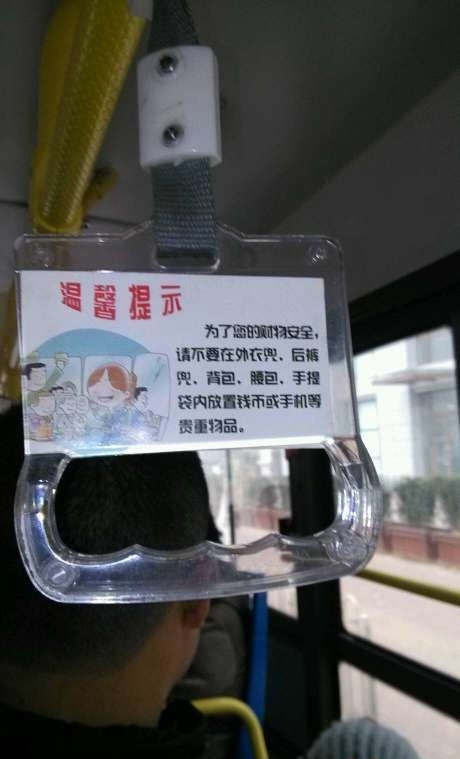 温馨提示
为了您的财物安全，
请不要在外衣兜、后裤
兜、背包、腰包、手提
袋内放置钱币或手机等
贵重物品。